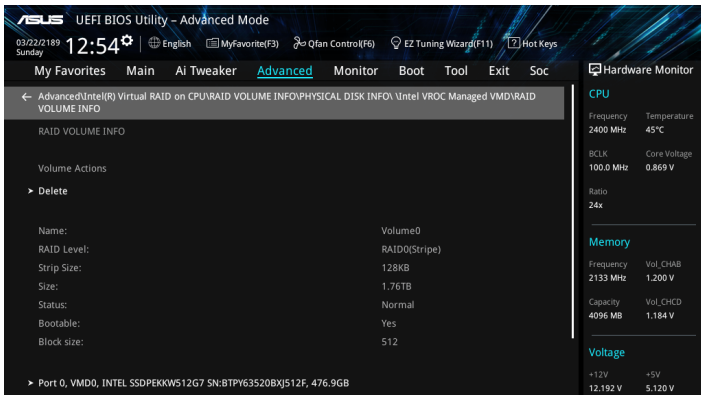 ASUS UEFI BIOS Utility – Advanced Mode
03/22/2189
Sunday
12:54
English
MyFavorite(F3)
Qfan Control(F6)
EZ Tuning Wizard(F11)
? Hot Keys
My Favorites Main Ai Tweaker Advanced Monitor Boot Tool Exit Soc
← Advanced\Intel(R) Virtual RAID on CPU\RAID VOLUME INFO\PHYSICAL DISK INFO\ \Intel VROC Managed VMD\RAID
VOLUME INFO
RAID VOLUME INFO
Volume Actions
> Delete
Name: Volume0
RAID Level: RAID0(Stripe)
Strip Size: 128KB
Size: 1.76TB
Status: Normal
Bootable: Yes
Block size: 512
> Port 0, VMD0, INTEL SSDPEKKW512G7 SN:BTPY63520BXJ512F, 476.9GB
Hardware Monitor
CPU
Frequency Temperature
2400 MHz 45°C
BCLK Core Voltage
100.0 MHz 0.869 V
Ratio
24x
Memory
Frequency Vol_CHAB
2133 MHz 1.200 V
Capacity Vol_CHCD
4096 MB 1.184 V
Voltage
+12V +5V
12.192 V 5.120 V